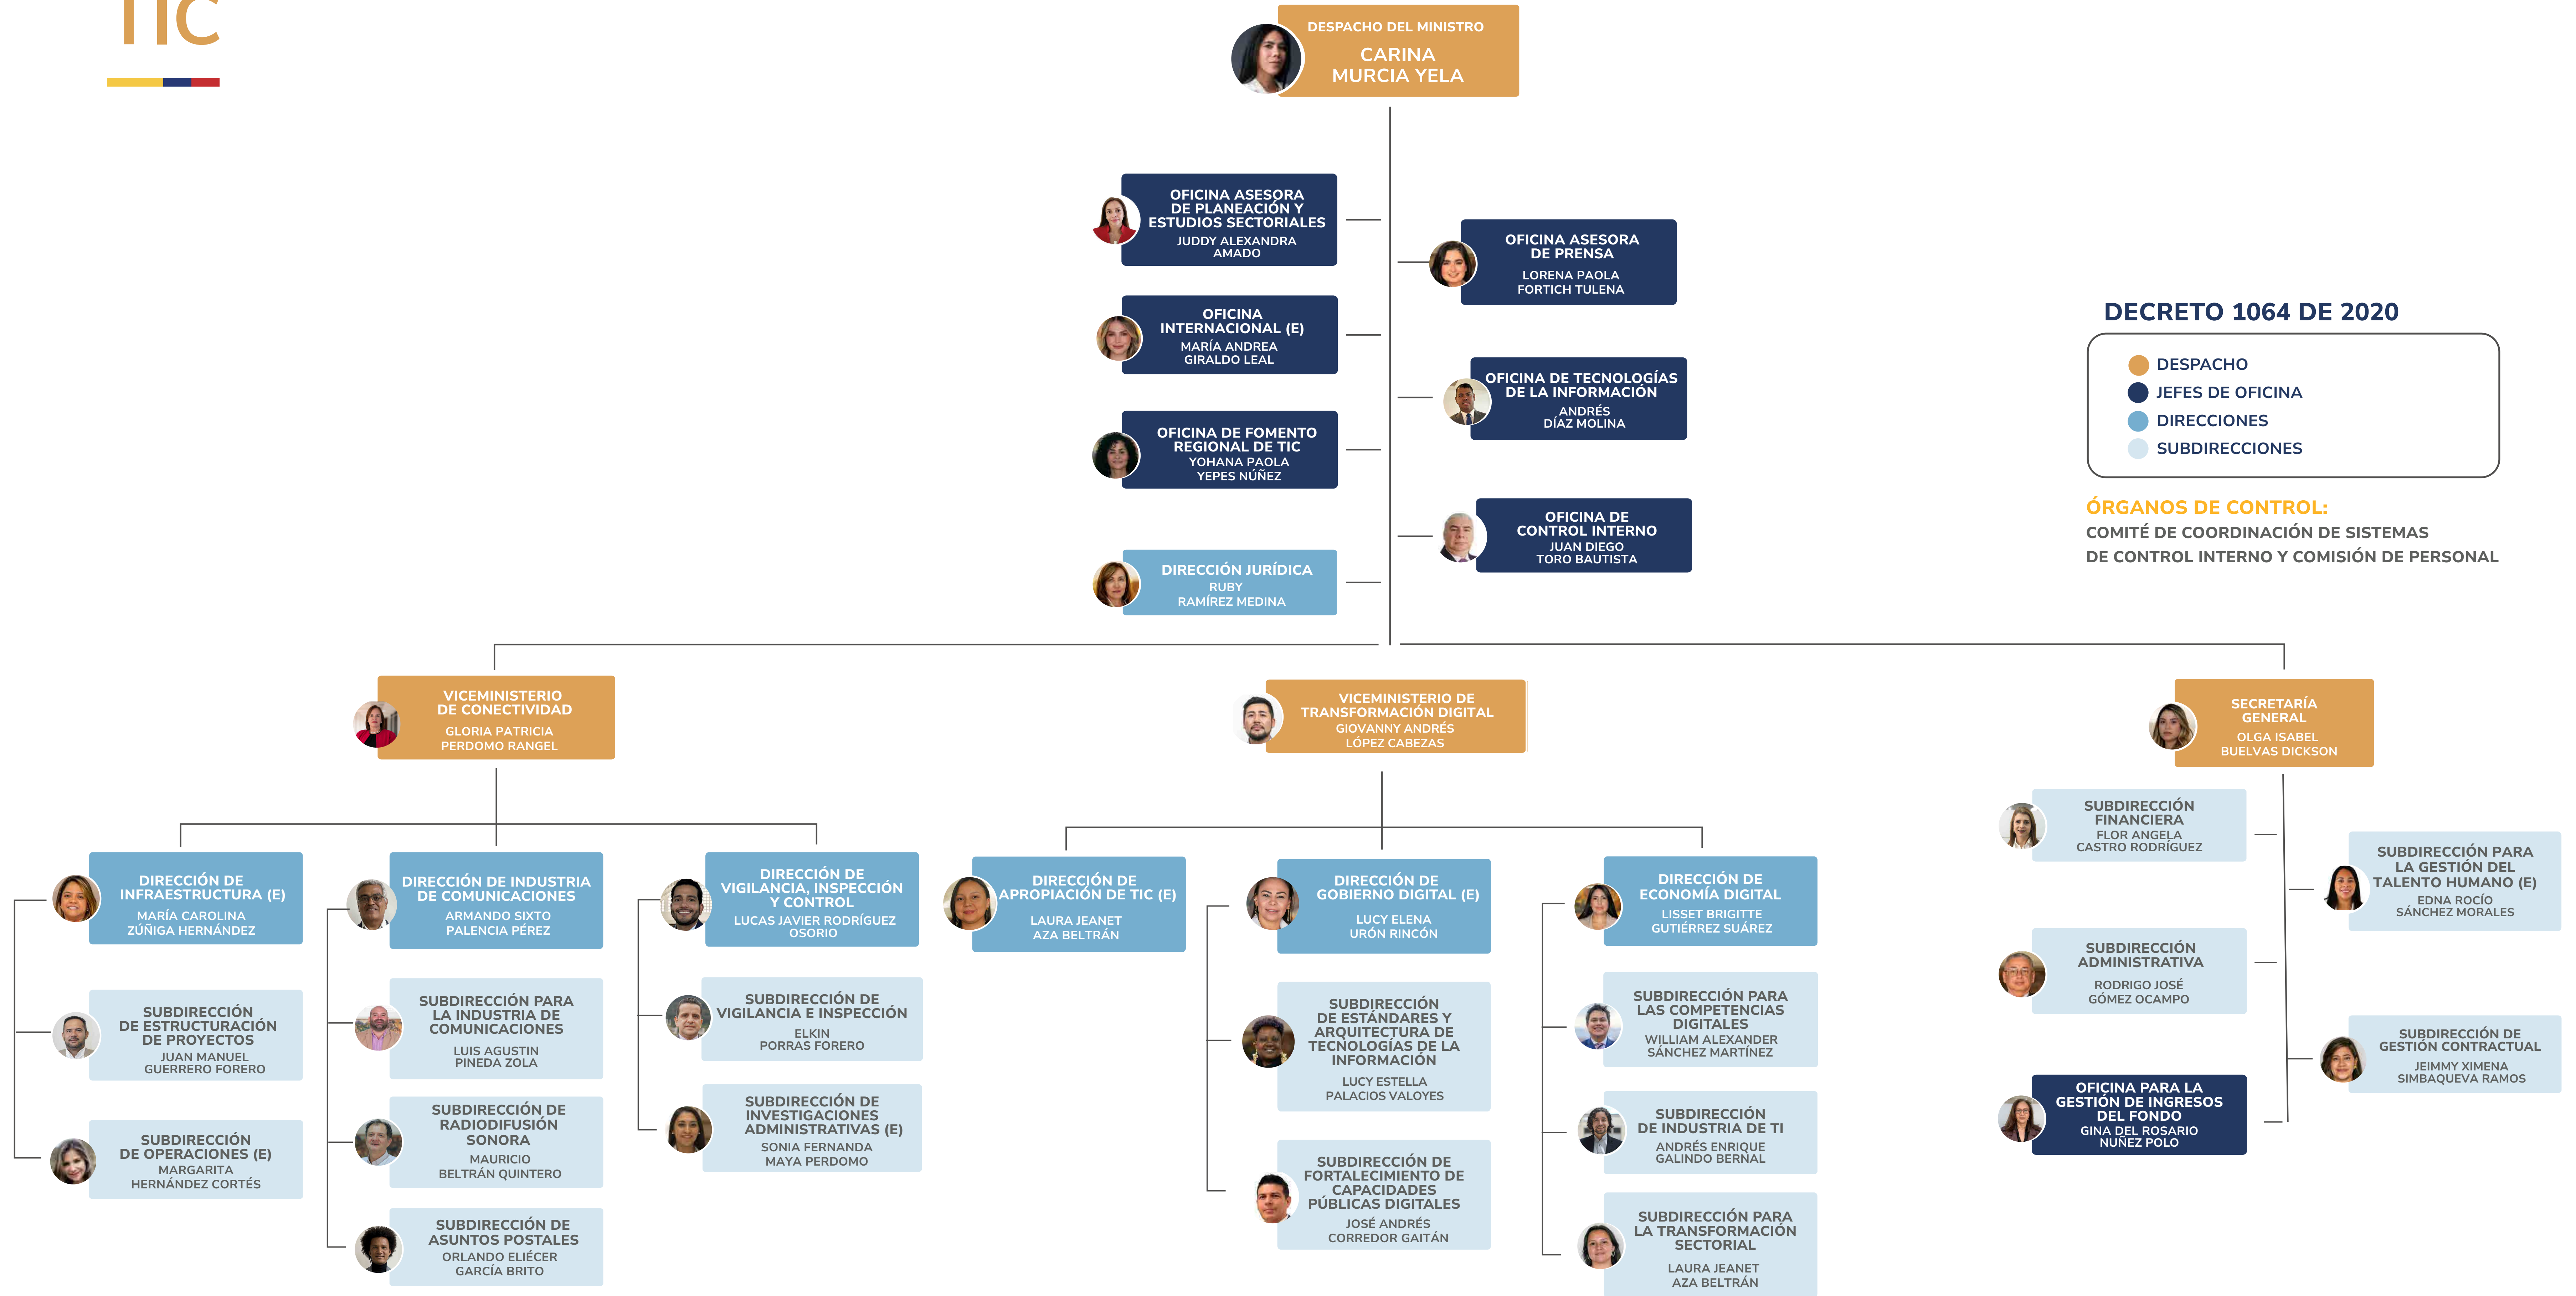 TIC
DESPACHO DEL MINISTRO
CARINA
MURCIA YELA
OFICINA ASESORA
DE PLANEACIÓN Y
ESTUDIOS SECTORIALES
JUDDY ALEXANDRA
AMADO
OFICINA ASESORA
DE PRENSA
LORENA PAOLA
FORTICH TULENA
OFICINA
INTERNACIONAL (E)
MARÍA ANDREA
GIRALDO LEAL
OFICINA DE TECNOLOGÍAS
DE LA INFORMACIÓN
ANDRÉS
DÍAZ MOLINA
OFICINA DE FOMENTO
REGIONAL DE TIC
YOHANA PAOLA
YEPES NÚÑEZ
OFICINA DE
CONTROL INTERNO
JUAN DIEGO
TORO BAUTISTA
DIRECCIÓN JURÍDICA
RUBY
RAMÍREZ MEDINA
DECRETO 1064 DE 2020
DESPACHO
JEFES DE OFICINA
DIRECCIONES
SUBDIRECCIONES
ÓRGANOS DE CONTROL:
COMITÉ DE COORDINACIÓN DE SISTEMAS
DE CONTROL INTERNO Y COMISIÓN DE PERSONAL
VICEMINISTERIO
DE CONECTIVIDAD
GLORIA PATRICIA
PERDOMO RANGEL
VICEMINISTERIO DE
TRANSFORMACIÓN DIGITAL
GIOVANNY ANDRÉS
LÓPEZ CABEZAS
SECRETARÍA
GENERAL
OLGA ISABEL
BUELVAS DICKSON
DIRECCIÓN DE
INFRAESTRUCTURA (E)
MARÍA CAROLINA
ZÚÑIGA HERNÁNDEZ
SUBDIRECCIÓN
DE ESTRUCTURACIÓN
DE PROYECTOS
JUAN MANUEL
GUERRERO FORERO
SUBDIRECCIÓN
DE OPERACIONES (E)
MARGARITA
HERNÁNDEZ CORTÉS
DIRECCIÓN DE INDUSTRIA
DE COMUNICACIONES
ARMANDO SIXTO
PALENCIA PÉREZ
SUBDIRECCIÓN PARA
LA INDUSTRIA DE
COMUNICACIONES
LUIS AGUSTIN
PINEDA ZOLA
SUBDIRECCIÓN DE
RADIODIFUSIÓN
SONORA
MAURICIO
BELTRÁN QUINTERO
SUBDIRECCIÓN DE
ASUNTOS POSTALES
ORLANDO ELIÉCER
GARCÍA BRITO
DIRECCIÓN DE
VIGILANCIA, INSPECCIÓN
Y CONTROL
LUCAS JAVIER RODRÍGUEZ
OSORIO
SUBDIRECCIÓN DE
VIGILANCIA E INSPECCIÓN
ELKIN
PORRAS FORERO
SUBDIRECCIÓN DE
INVESTIGACIONES
ADMINISTRATIVAS (E)
SONIA FERNANDA
MAYA PERDOMO
DIRECCIÓN DE
APROPIACIÓN DE TIC (E)
LAURA JEANET
AZA BELTRÁN
DIRECCIÓN DE
GOBIERNO DIGITAL (E)
LUCY ELENA
URÓN RINCÓN
SUBDIRECCIÓN
DE ESTÁNDARES Y
ARQUITECTURA DE
TECNOLOGÍAS DE LA
INFORMACIÓN
LUCY ESTELLA
PALACIOS VALOYES
SUBDIRECCIÓN DE
FORTALECIMIENTO DE
CAPACIDADES
PÚBLICAS DIGITALES
JOSÉ ANDRÉS
CORREDOR GAITÁN
DIRECCIÓN DE
ECONOMÍA DIGITAL
LISSET BRIGITTE
GUTIÉRREZ SUÁREZ
SUBDIRECCIÓN PARA
LAS COMPETENCIAS
DIGITALES
WILLIAM ALEXANDER
SÁNCHEZ MARTÍNEZ
SUBDIRECCIÓN
DE INDUSTRIA DE TI
ANDRÉS ENRIQUE
GALINDO BERNAL
SUBDIRECCIÓN PARA
LA TRANSFORMACIÓN
SECTORIAL
LAURA JEANET
AZA BELTRÁN
SUBDIRECCIÓN
FINANCIERA
FLOR ANGELA
CASTRO RODRÍGUEZ
SUBDIRECCIÓN PARA
LA GESTIÓN DEL
TALENTO HUMANO (E)
EDNA ROCÍO
SÁNCHEZ MORALES
SUBDIRECCIÓN
ADMINISTRATIVA
RODRIGO JOSÉ
GÓMEZ OCAMPO
SUBDIRECCIÓN DE
GESTIÓN CONTRACTUAL
JEIMMY XIMENA
SIMBAQUEVA RAMOS
OFICINA PARA LA
GESTIÓN DE INGRESOS
DEL FONDO
GINA DEL ROSARIO
NUÑEZ POLO